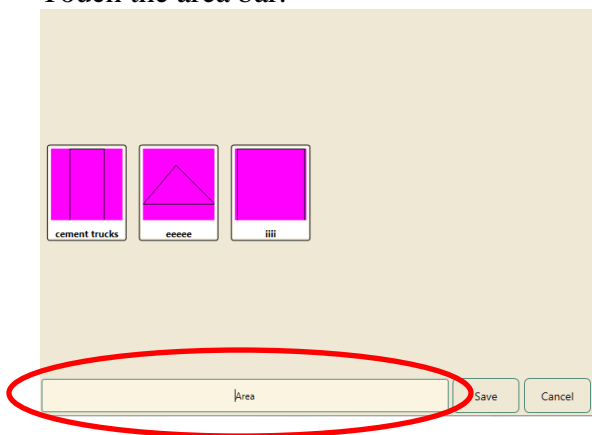 Touch the area bar.
cement trucks
eeeee
iiii
Area
Save
Cancel